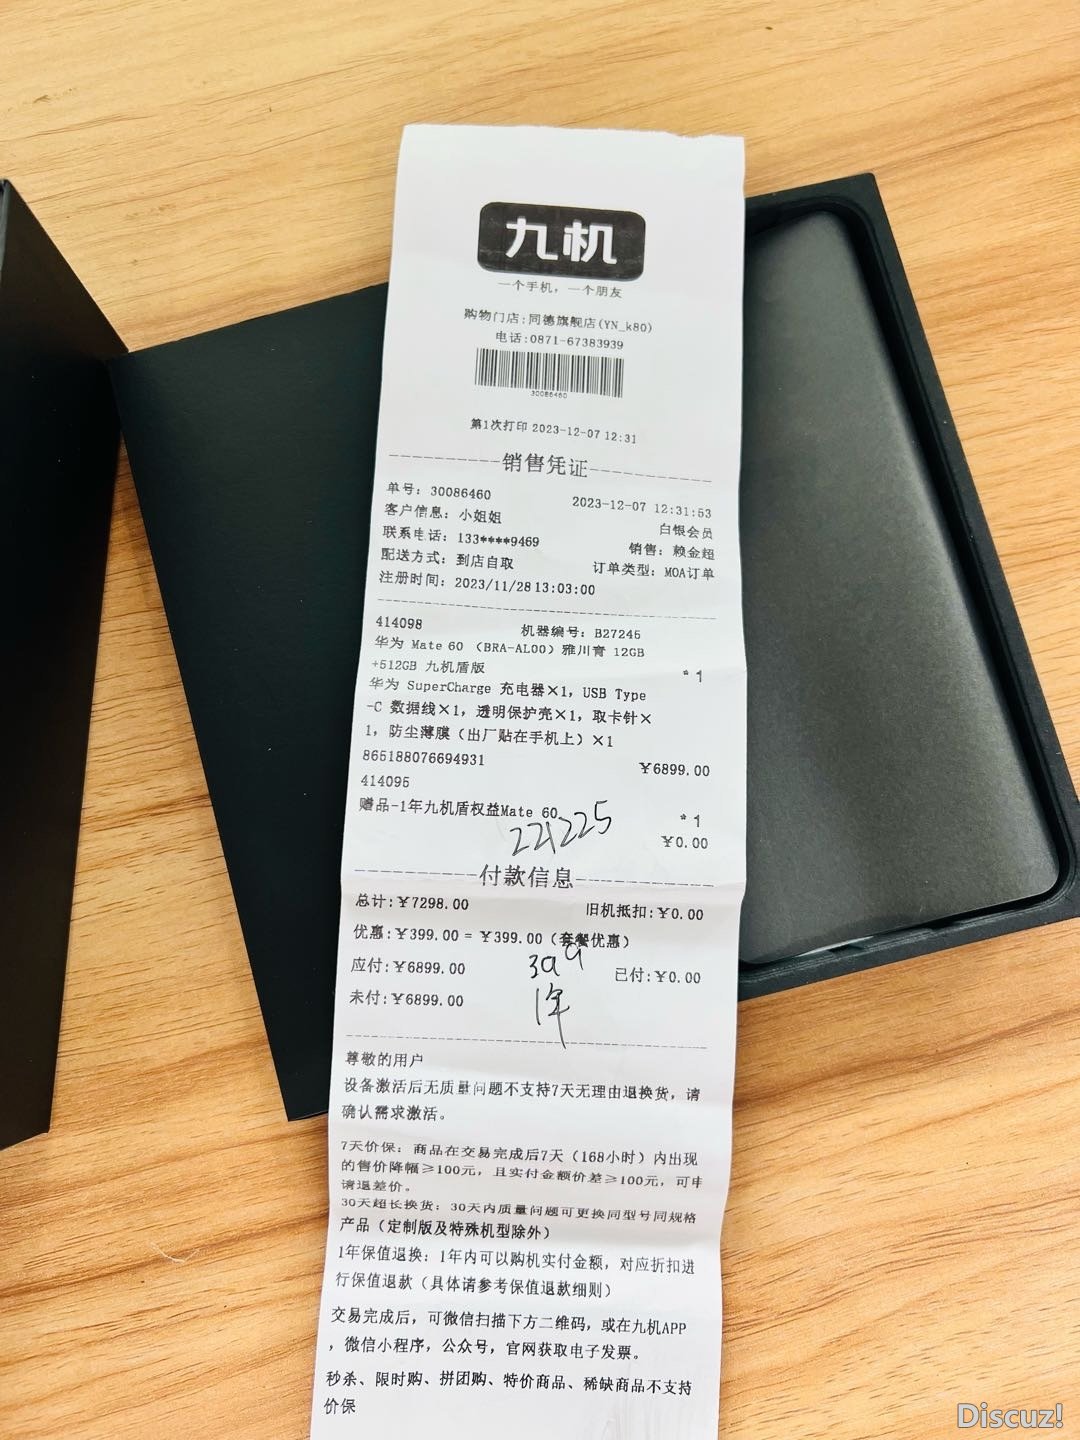 九机
一个手机，一个朋友
购物门店:同德旗舰店(YN_k80)
电话:0871-67383939
30086460
第1次打印 2023-12-07 12:31
销售凭证
单号: 30086460 2023-12-07 12:31:53
客户信息: 小姐姐 白银会员
联系电话: 133****9469 销售: 赖金超
配送方式: 到店自取 订单类型: MOA订单
注册时间: 2023/11/28 13:03:00
414098 机器编号: B27245
华为 Mate 60 （BRA-AL00）雅川青 12GB
+512GB 九机盾版 *1
华为 SuperCharge 充电器×1, USB Type
-C 数据线×1, 透明保护壳×1, 取卡针×
1, 防尘薄膜（出厂贴在手机上）×1
865188076694931 ¥6899.00
414095
赠品-1年九机盾权益Mate 60 *1
221225 ¥0.00
付款信息
总计:¥7298.00 旧机抵扣:¥0.00
优惠:¥399.00 = ¥399.00（套餐优惠）
应付:¥6899.00 399 已付:¥0.00
未付:¥6899.00 1年
尊敬的用户
设备激活后无质量问题不支持7天无理由退换货，请
确认需求激活。
7天价保: 商品在交易完成后7天（168小时）内出现
的售价降幅≥100元，且实付金额价差≥100元，可申
请退差价。
30天超长换货: 30天内质量问题可更换同型号同规格
产品（定制版及特殊机型除外）
1年保值退换: 1年内可以购机实付金额，对应折扣进
行保值退款（具体请参考保值退款细则）
交易完成后，可微信扫描下方二维码，或在九机APP
，微信小程序，公众号，官网获取电子发票。
秒杀、限时购、拼团购、特价商品、稀缺商品不支持
价保
Discuz!